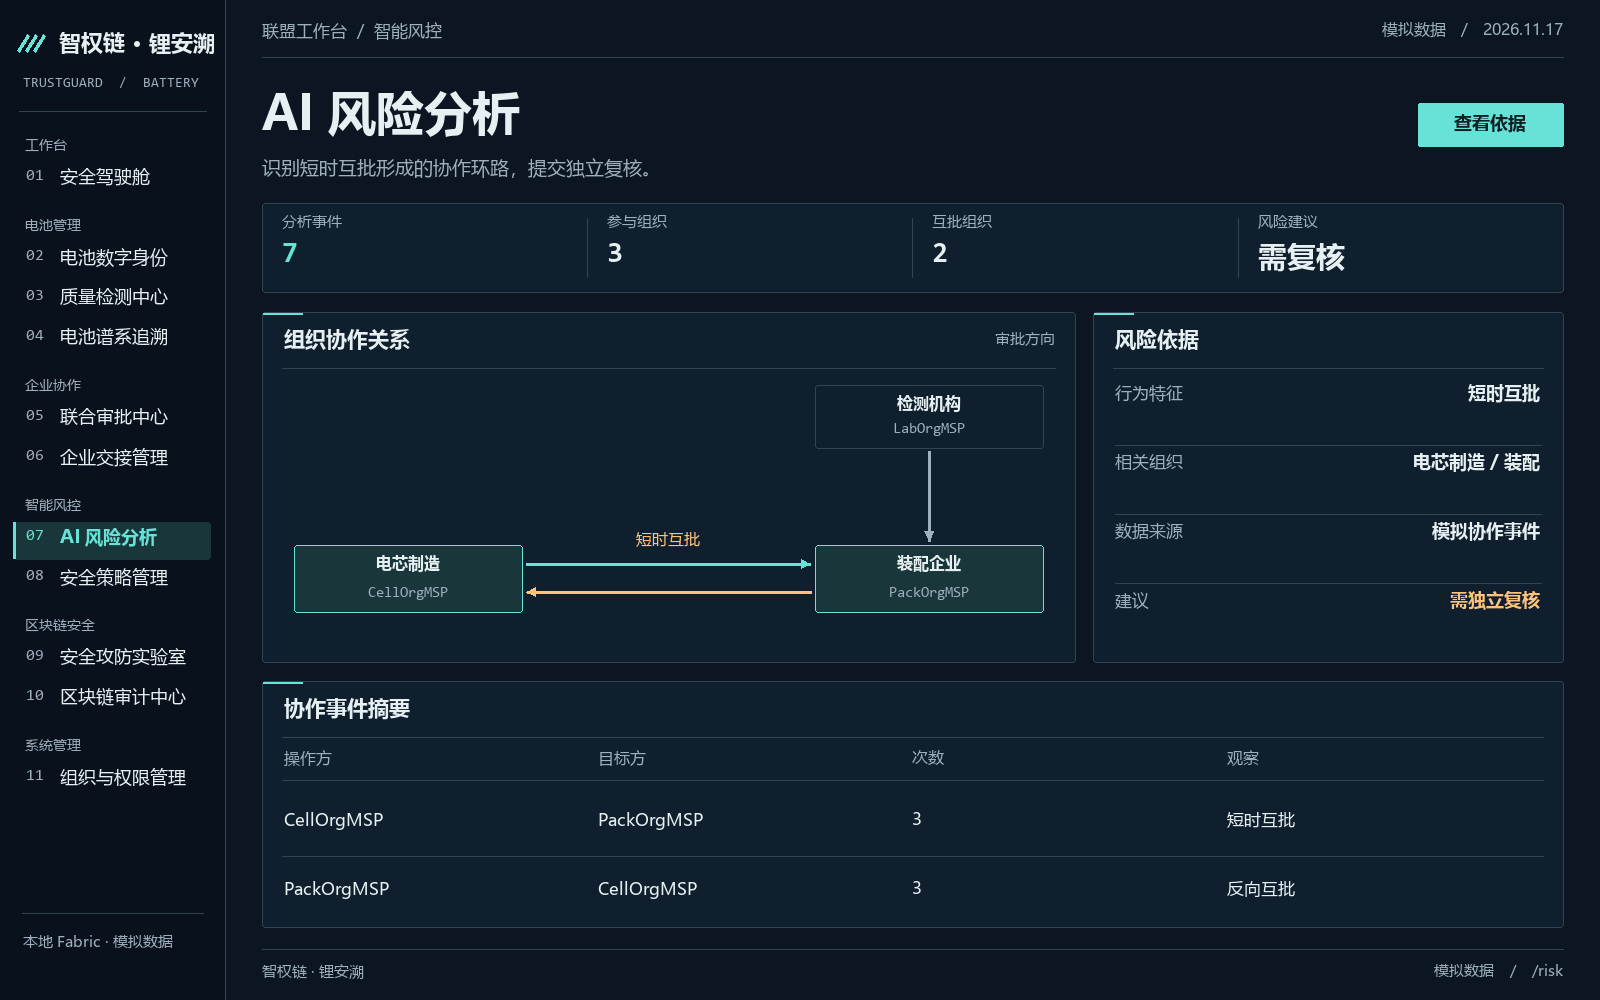 智权链·锂安溯
TRUSTGUARD / BATTERY
工作台
01 安全驾驶舱
电池管理
02 电池数字身份
03 质量检测中心
04 电池谱系追溯
企业协作
05 联合审批中心
06 企业交接管理
智能风控
07 AI 风险分析
08 安全策略管理
区块链安全
09 安全攻防实验室
10 区块链审计中心
系统管理
11 组织与权限管理
本地 Fabric · 模拟数据
联盟工作台 / 智能风控
模拟数据 / 2026.11.17
AI 风险分析
查看依据
识别短时互批形成的协作环路，提交独立复核。
分析事件
7
参与组织
3
互批组织
2
风险建议
需复核
组织协作关系
审批方向
检测机构
LabOrgMSP
短时互批
电芯制造
CellOrgMSP
装配企业
PackOrgMSP
风险依据
行为特征 短时互批
相关组织 电芯制造 / 装配
数据来源 模拟协作事件
建议 需独立复核
协作事件摘要
操作方 目标方 次数 观察
CellOrgMSP PackOrgMSP 3 短时互批
PackOrgMSP CellOrgMSP 3 反向互批
智权链 · 锂安溯
模拟数据 / /risk